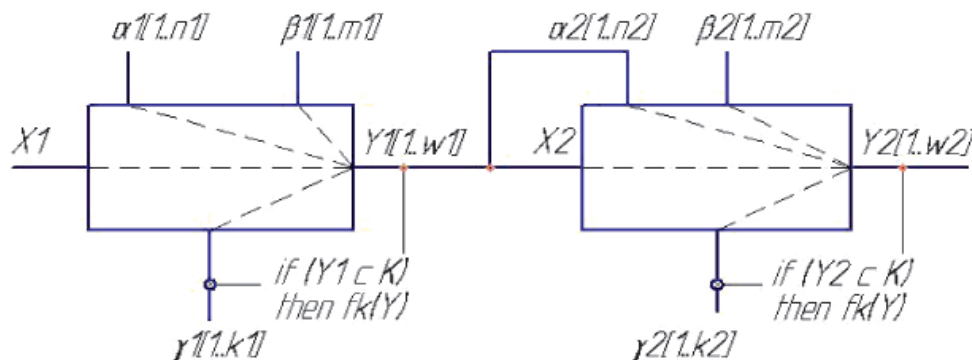 α1[1..n1] β1[1..m1] α2[1..n2] β2[1..m2]
X1 Y1[1..w1] X2 Y2[1..w2]
if (Y1 ⊂ K) if (Y2 ⊂ K)
then fk(Y) then fk(Y)
γ1[1..k1] γ2[1..k2]